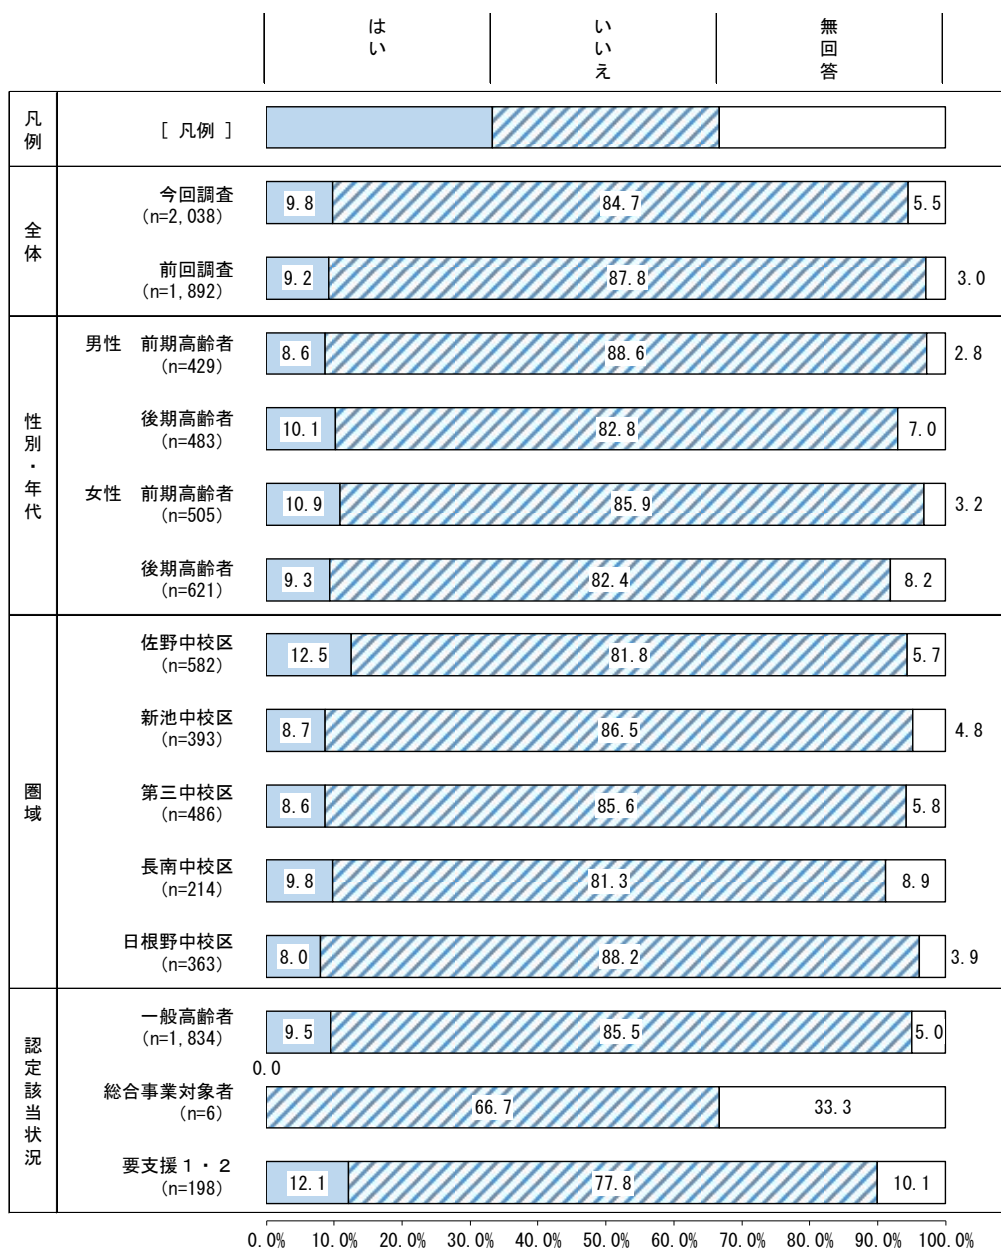 はい
いいえ
無回答
凡例
[ 凡例 ]
全体
今回調査
(n=2,038)
9.8
84.7
5.5
前回調査
(n=1,892)
9.2
87.8
3.0
性別・年代
男性 前期高齢者
(n=429)
8.6
88.6
2.8
後期高齢者
(n=483)
10.1
82.8
7.0
女性 前期高齢者
(n=505)
10.9
85.9
3.2
後期高齢者
(n=621)
9.3
82.4
8.2
圏域
佐野中校区
(n=582)
12.5
81.8
5.7
新池中校区
(n=393)
8.7
86.5
4.8
第三中校区
(n=486)
8.6
85.6
5.8
長南中校区
(n=214)
9.8
81.3
8.9
日根野中校区
(n=363)
8.0
88.2
3.9
認定該当状況
一般高齢者
(n=1,834)
9.5
85.5
5.0
総合事業対象者
(n=6)
0.0
66.7
33.3
要支援1・2
(n=198)
12.1
77.8
10.1
0.0% 10.0% 20.0% 30.0% 40.0% 50.0% 60.0% 70.0% 80.0% 90.0% 100.0%